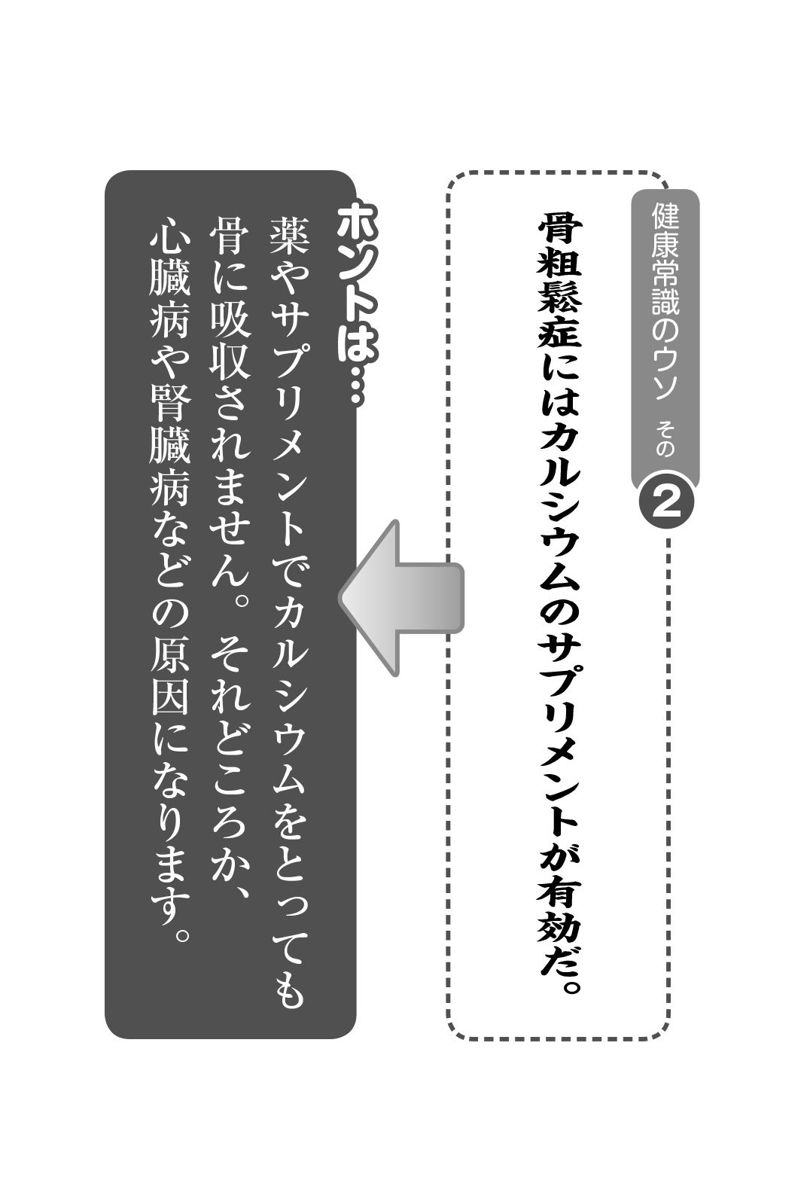 健康常識のウソ その2
骨粗鬆症にはカルシウムのサプリメントが有効だ。
ホントは…
薬やサプリメントでカルシウムをとっても
骨に吸収されません。それどころか、
心臓病や腎臓病などの原因になります。